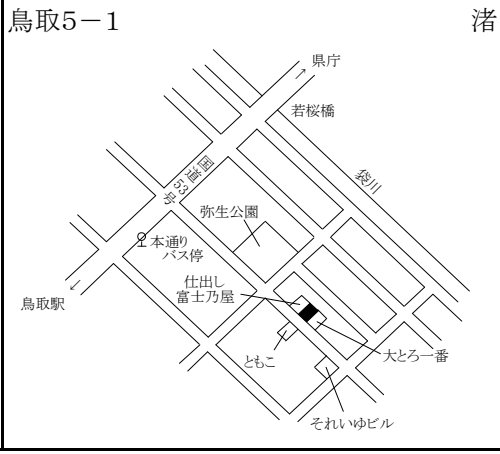 鳥取5－1
渚
県庁
若桜橋
国道
53
号
袋川
弥生公園
本通り
バス停
仕出し
富士乃屋
鳥取駅
ともこ
大とろ一番
それいゆビル